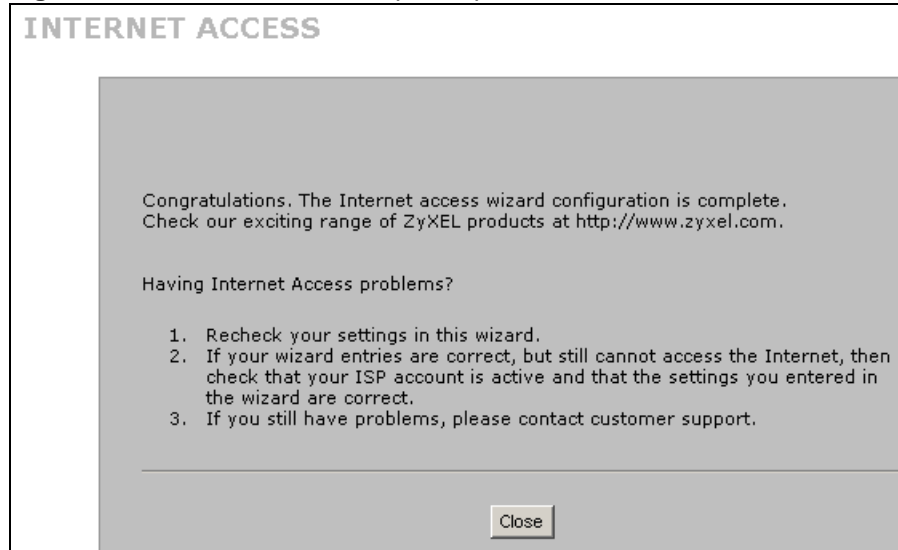 INTERNET ACCESS
Congratulations. The Internet access wizard configuration is complete.
Check our exciting range of ZyXEL products at http://www.zyxel.com.
Having Internet Access problems?
1. Recheck your settings in this wizard.
2. If your wizard entries are correct, but still cannot access the Internet, then
check that your ISP account is active and that the settings you entered in
the wizard are correct.
3. If you still have problems, please contact customer support.
Close